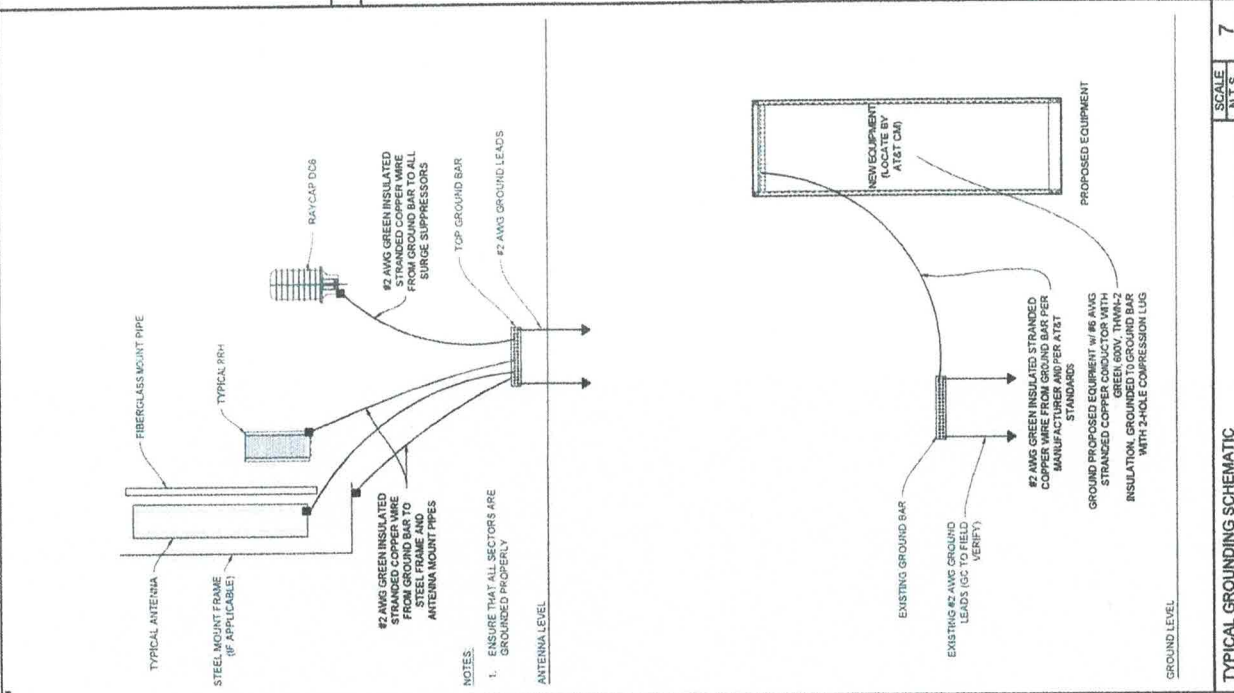 TYPICAL ANTENNA
STEEL MOUNT FRAME
(IF APPLICABLE)
FIBERGLASS MOUNT PIPE
TYPICAL RRH
RAYCAP DC6
#2 AWG GREEN INSULATED
STRANDED COPPER WIRE
FROM GROUND BAR TO ALL
SURGE SUPPRESSORS
TOP GROUND BAR
#2 AWG GROUND LEADS
#2 AWG GREEN INSULATED
STRANDED COPPER WIRE
FROM GROUND BAR TO
STEEL FRAME AND
ANTENNA MOUNT PIPES
NOTES:
1. ENSURE THAT ALL SECTORS ARE
GROUNDED PROPERLY
ANTENNA LEVEL
EXISTING GROUND BAR
EXISTING #2 AWG GROUND
LEADS (GC TO FIELD
VERIFY)
NEW EQUIPMENT
(LOCATE BY
AT&T CM)
PROPOSED EQUIPMENT
#2 AWG GREEN INSULATED STRANDED
COPPER WIRE FROM GROUND BAR PER
MANUFACTURER AND PER AT&T
STANDARDS
GROUND PROPOSED EQUIPMENT w/ #6 AWG
STRANDED COPPER CONDUCTOR WITH
GREEN, 600V, THWN-2
INSULATION, GROUNDED TO GROUND BAR
WITH 2-HOLE COMPRESSION LUG
GROUND LEVEL
TYPICAL GROUNDING SCHEMATIC
SCALE
N.T.S.
7